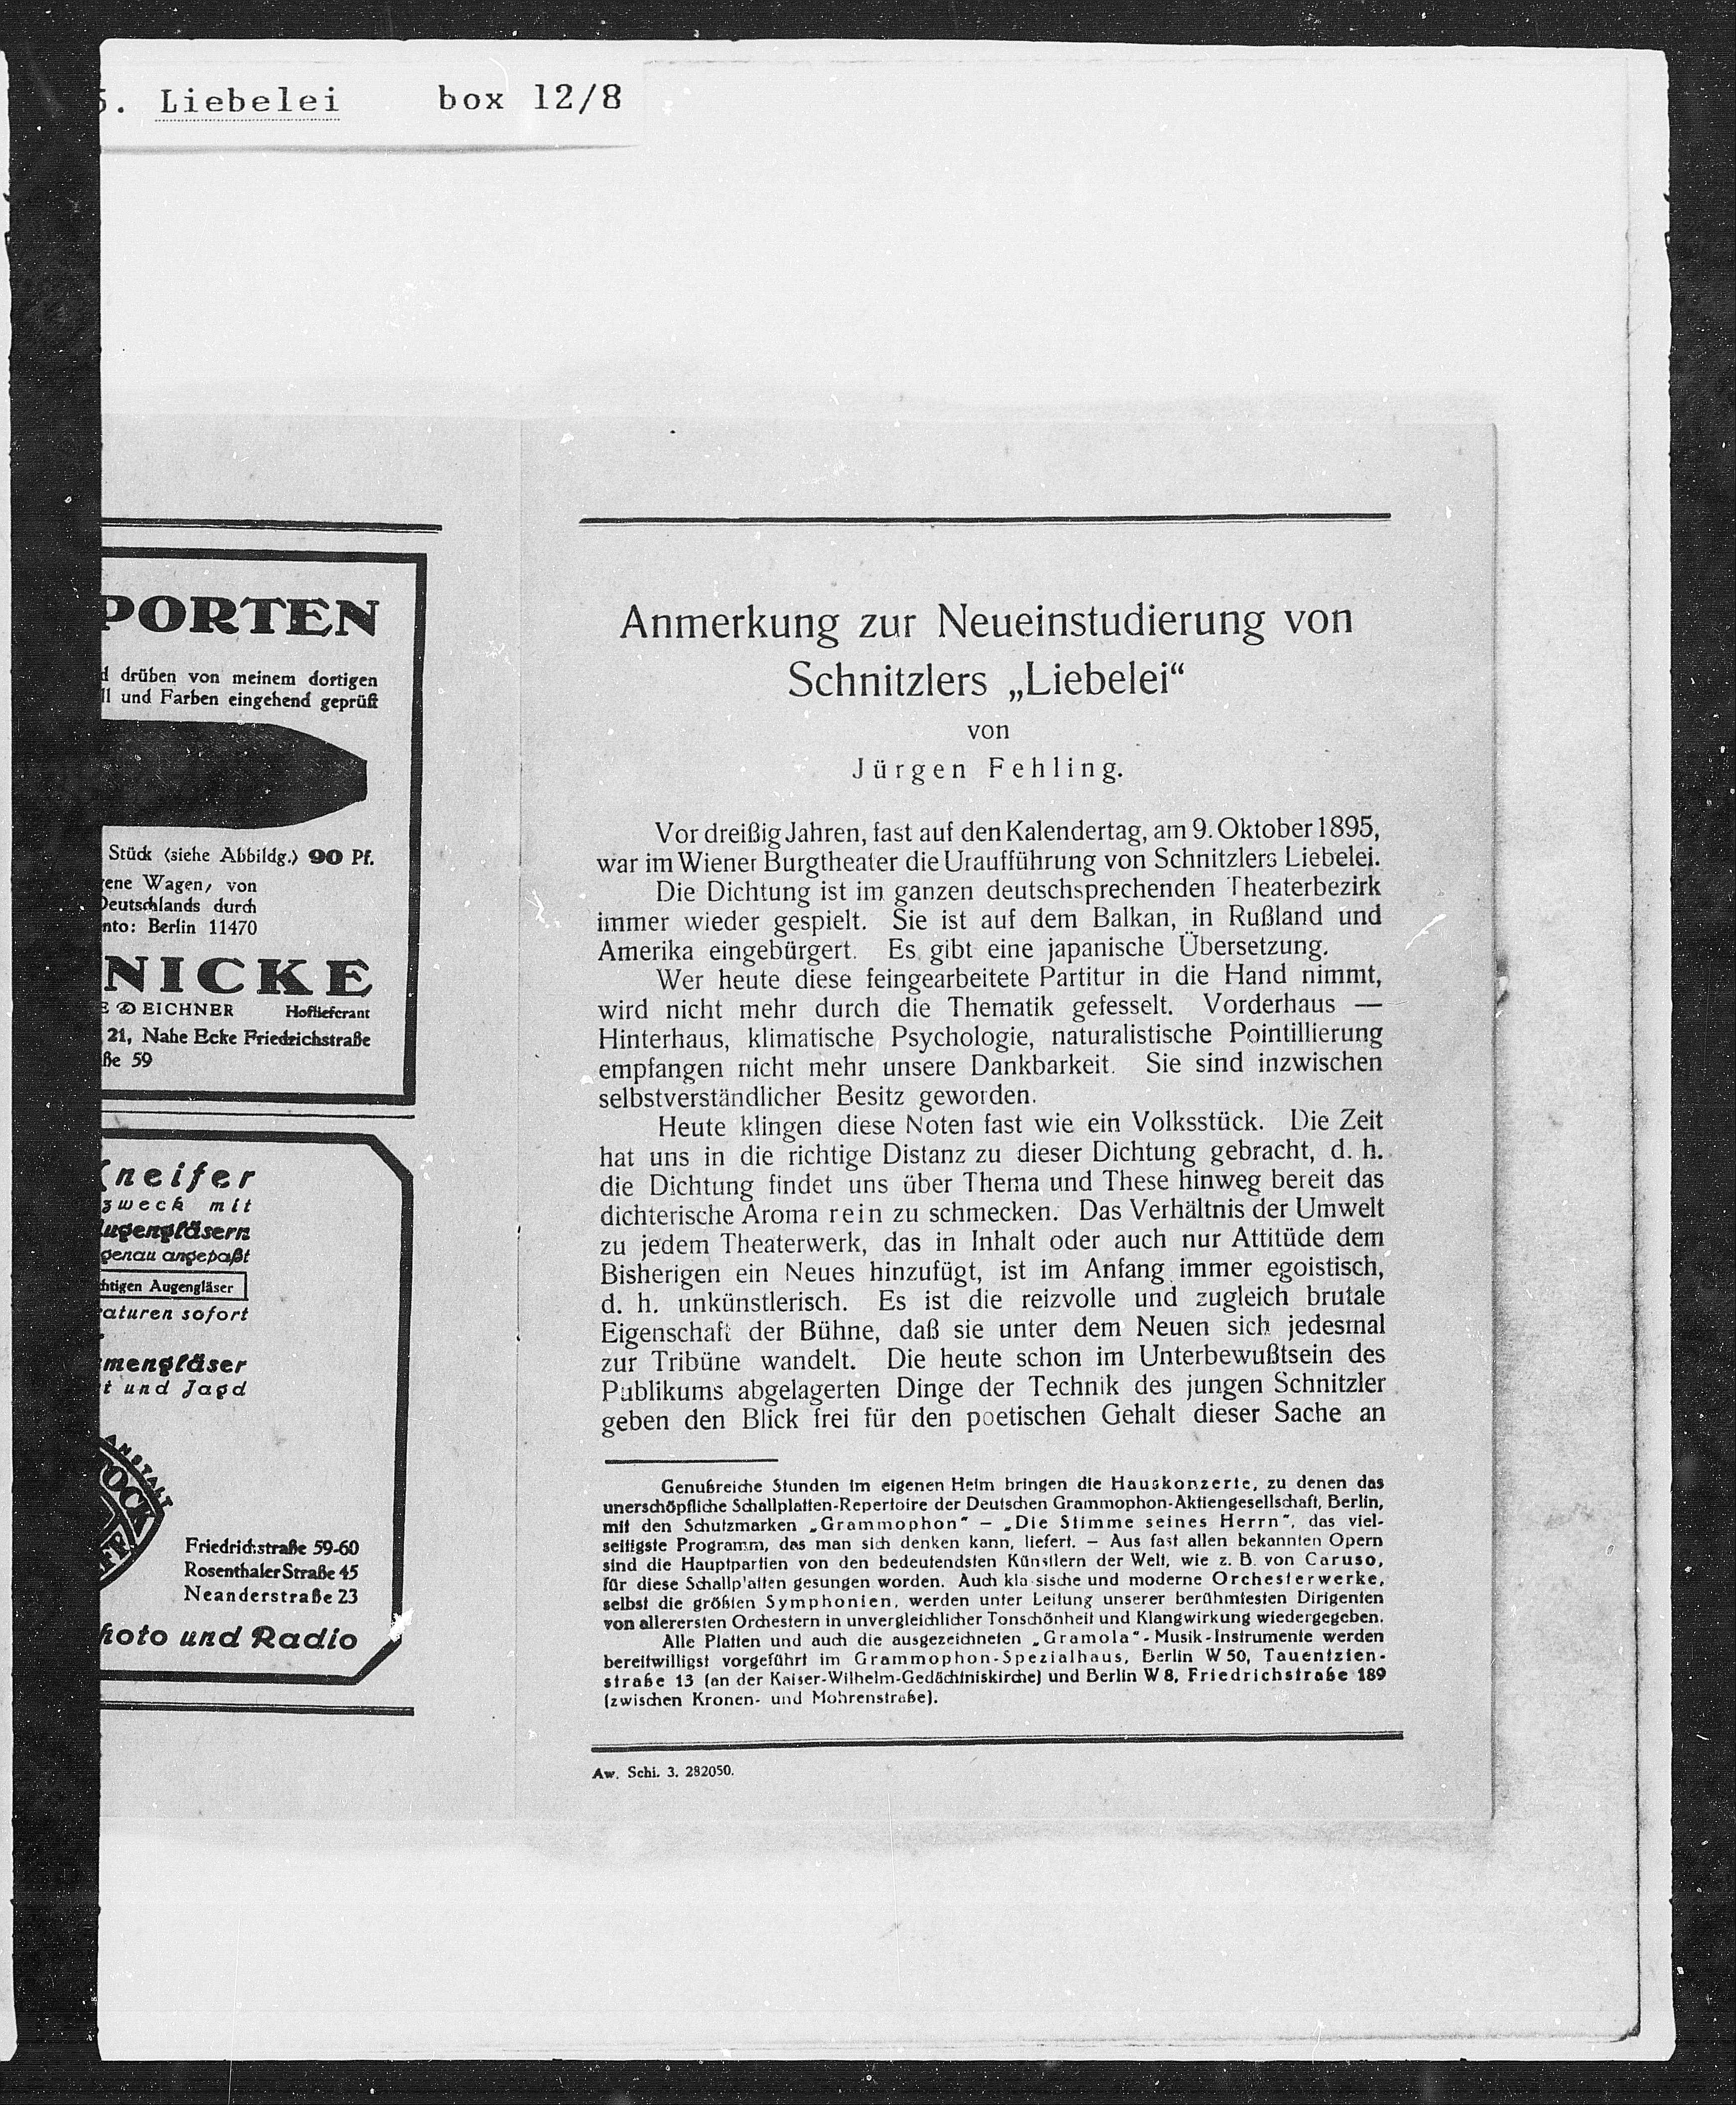 5. Liebelei box 12/8
PORTEN
d drüben von meinem dortigen
ll und Farben eingehend geprüft
Stück (siehe Abbildg.) 90 Pf.
ene Wagen, von
Deutschlands durch
nto: Berlin 11470
NICKE
E & EICHNER Hoflieferant
21, Nahe Ecke Friedrichstraße
ße 59
Kneifer
zweck mit
Augengläsern
genau angepaßt
htigen Augengläser
raturen sofort
mengläser
t und Jagd
ANSTALT
OCK
FF
Friedrichstraße 59-60
Rosenthaler Straße 45
Neanderstraße 23
hoto und Radio
Anmerkung zur Neueinstudierung von
Schnitzlers „Liebelei“
von
Jürgen Fehling.
Vor dreißig Jahren, fast auf den Kalendertag, am 9. Oktober 1895,
war im Wiener Burgtheater die Uraufführung von Schnitzlers Liebelei.
Die Dichtung ist im ganzen deutschsprechenden Theaterbezirk
immer wieder gespielt. Sie ist auf dem Balkan, in Rußland und
Amerika eingebürgert. Es gibt eine japanische Übersetzung.
Wer heute diese feingearbeitete Partitur in die Hand nimmt,
wird nicht mehr durch die Thematik gefesselt. Vorderhaus —
Hinterhaus, klimatische Psychologie, naturalistische Pointillierung
empfangen nicht mehr unsere Dankbarkeit. Sie sind inzwischen
selbstverständlicher Besitz geworden.
Heute klingen diese Noten fast wie ein Volksstück. Die Zeit
hat uns in die richtige Distanz zu dieser Dichtung gebracht, d. h.
die Dichtung findet uns über Thema und These hinweg bereit das
dichterische Aroma rein zu schmecken. Das Verhältnis der Umwelt
zu jedem Theaterwerk, das in Inhalt oder auch nur Attitüde dem
Bisherigen ein Neues hinzufügt, ist im Anfang immer egoistisch,
d. h. unkünstlerisch. Es ist die reizvolle und zugleich brutale
Eigenschaft der Bühne, daß sie unter dem Neuen sich jedesmal
zur Tribüne wandelt. Die heute schon im Unterbewußtsein des
Publikums abgelagerten Dinge der Technik des jungen Schnitzler
geben den Blick frei für den poetischen Gehalt dieser Sache an
Genußreiche Stunden im eigenen Heim bringen die Hauskonzerte, zu denen das
unerschöpfliche Schallplatten-Repertoire der Deutschen Grammophon-Aktiengesellschaft, Berlin,
mit den Schutzmarken „Grammophon“ — „Die Stimme seines Herrn“, das viel-
seitigste Programm, das man sich denken kann, liefert. — Aus fast allen bekannten Opern
sind die Hauptpartien von den bedeutendsten Künstlern der Welt, wie z. B. von Caruso,
für diese Schallplatten gesungen worden. Auch klassische und moderne Orchesterwerke,
selbst die größten Symphonien, werden unter Leitung unserer berühmtesten Dirigenten
von allerersten Orchestern in unvergleichlicher Tonschönheit und Klangwirkung wiedergegeben.
Alle Platten und auch die ausgezeichneten „Gramola“-Musik-Instrumente werden
bereitwilligst vorgeführt im Grammophon-Spezialhaus, Berlin W 50, Tauentzien-
straße 13 (an der Kaiser-Wilhelm-Gedächtniskirche) und Berlin W 8, Friedrichstraße 189
(zwischen Kronen- und Mohrenstraße).
Aw. Schi. 3. 282050.